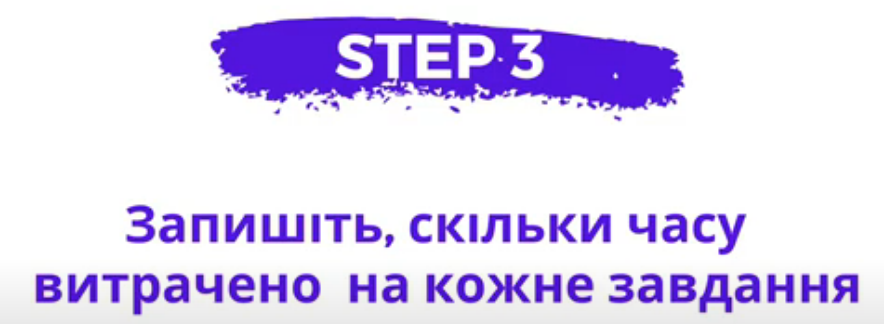 STEP 3
Запишіть, скільки часу
витрачено на кожне завдання